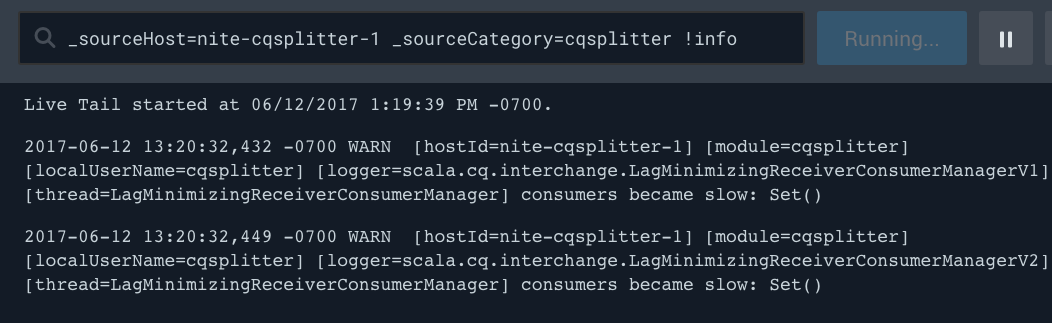 _sourceHost=nite-cqsplitter-1 _sourceCategory=cqsplitter !info
Running...
Live Tail started at 06/12/2017 1:19:39 PM -0700.
2017-06-12 13:20:32,432 -0700 WARN  [hostId=nite-cqsplitter-1] [module=cqsplitter]
[localUserName=cqsplitter] [logger=scala.cq.interchange.LagMinimizingReceiverConsumerManagerV1]
[thread=LagMinimizingReceiverConsumerManager] consumers became slow: Set()
2017-06-12 13:20:32,449 -0700 WARN  [hostId=nite-cqsplitter-1] [module=cqsplitter]
[localUserName=cqsplitter] [logger=scala.cq.interchange.LagMinimizingReceiverConsumerManagerV2]
[thread=LagMinimizingReceiverConsumerManager] consumers became slow: Set()